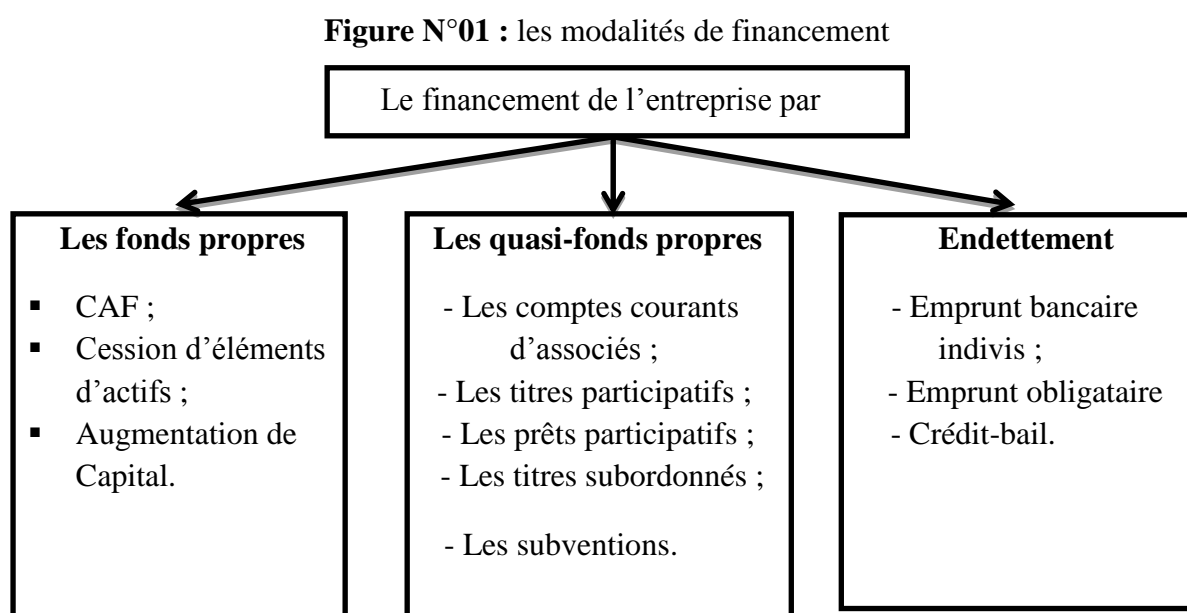 Figure N°01 : les modalités de financement
Le financement de l’entreprise par
Les fonds propres
▪ CAF ;
▪ Cession d’éléments
d’actifs ;
▪ Augmentation de
Capital.
Les quasi-fonds propres
- Les comptes courants
d’associés ;
- Les titres participatifs ;
- Les prêts participatifs ;
- Les titres subordonnés ;
- Les subventions.
Endettement
- Emprunt bancaire
indivis ;
- Emprunt obligataire
- Crédit-bail.